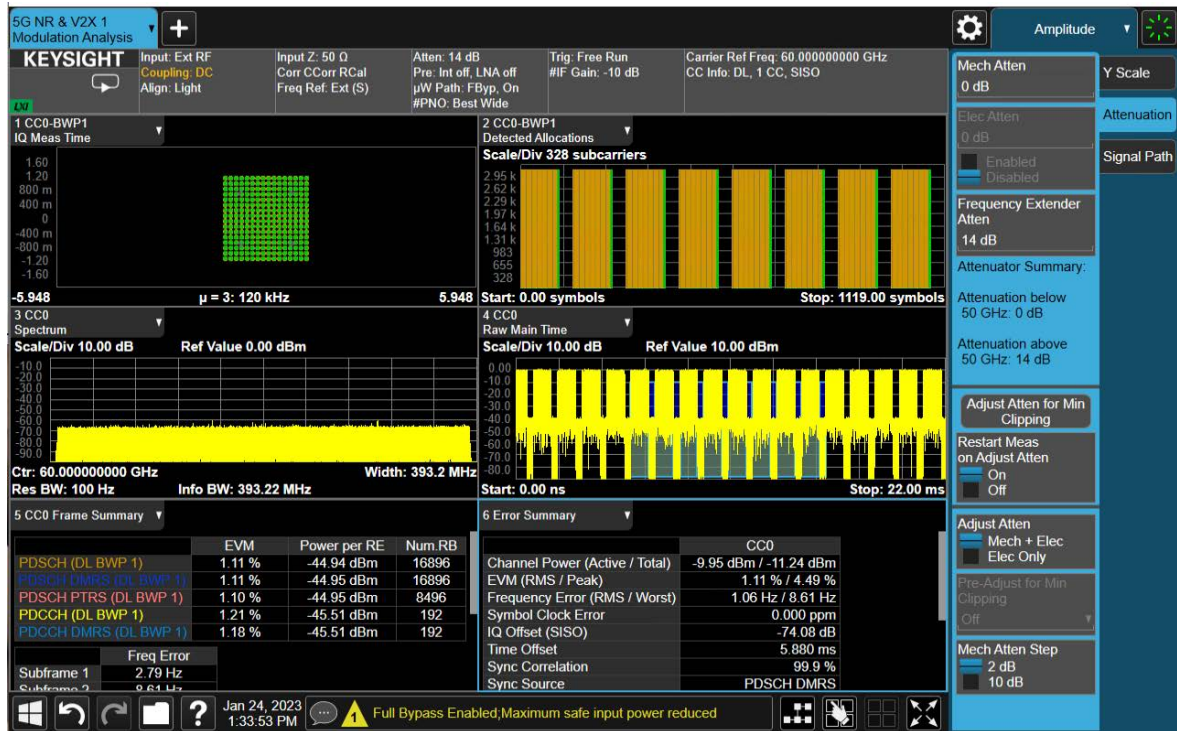 5G NR & V2X 1
Modulation Analysis
Amplitude
KEYSIGHT
LXI
Input: Ext RF
Coupling: DC
Align: Light
Input Z: 50 Ω
Corr CCorr RCal
Freq Ref: Ext (S)
Atten: 14 dB
Pre: Int off, LNA off
µW Path: FByp, On
#PNO: Best Wide
Trig: Free Run
#IF Gain: -10 dB
Carrier Ref Freq: 60.000000000 GHz
CC Info: DL, 1 CC, SISO
1 CC0-BWP1
IQ Meas Time
1.60
1.20
800 m
400 m
0
-400 m
-800 m
-1.20
-1.60
-5.948 µ = 3: 120 kHz 5.948
2 CC0-BWP1
Detected Allocations
Scale/Div 328 subcarriers
2.95 k
2.62 k
2.29 k
1.97 k
1.64 k
1.31 k
983
655
328
Start: 0.00 symbols Stop: 1119.00 symbols
3 CC0
Spectrum
Scale/Div 10.00 dB Ref Value 0.00 dBm
-10.0
-20.0
-30.0
-40.0
-50.0
-60.0
-70.0
-80.0
-90.0
Ctr: 60.000000000 GHz Width: 393.2 MHz
Res BW: 100 Hz Info BW: 393.22 MHz
4 CC0
Raw Main Time
Scale/Div 10.00 dB Ref Value 10.00 dBm
0.00
-10.0
-20.0
-30.0
-40.0
-50.0
-60.0
-70.0
-80.0
Start: 0.00 ns Stop: 22.00 ms
5 CC0 Frame Summary
EVM Power per RE Num.RB
PDSCH (DL BWP 1) 1.11 % -44.94 dBm 16896
PDSCH DMRS (DL BWP 1) 1.11 % -44.95 dBm 16896
PDSCH PTRS (DL BWP 1) 1.10 % -44.95 dBm 8496
PDCCH (DL BWP 1) 1.21 % -45.51 dBm 192
PDCCH DMRS (DL BWP 1) 1.18 % -45.51 dBm 192
Freq Error
Subframe 1 2.79 Hz
Subframe 2 8.61 Hz
6 Error Summary
CC0
Channel Power (Active / Total) -9.95 dBm / -11.24 dBm
EVM (RMS / Peak) 1.11 % / 4.49 %
Frequency Error (RMS / Worst) 1.06 Hz / 8.61 Hz
Symbol Clock Error 0.000 ppm
IQ Offset (SISO) -74.08 dB
Time Offset 5.880 ms
Sync Correlation 99.9 %
Sync Source PDSCH DMRS
Mech Atten
0 dB
Elec Atten
0 dB
Enabled
Disabled
Frequency Extender
Atten
14 dB
Attenuator Summary:
Attenuation below
50 GHz: 0 dB
Attenuation above
50 GHz: 14 dB
Adjust Atten for Min
Clipping
Restart Meas
on Adjust Atten
On
Off
Adjust Atten
Mech + Elec
Elec Only
Pre-Adjust for Min
Clipping
Off
Mech Atten Step
2 dB
10 dB
Y Scale
Attenuation
Signal Path
?
Jan 24, 2023
1:33:53 PM
1
Full Bypass Enabled;Maximum safe input power reduced